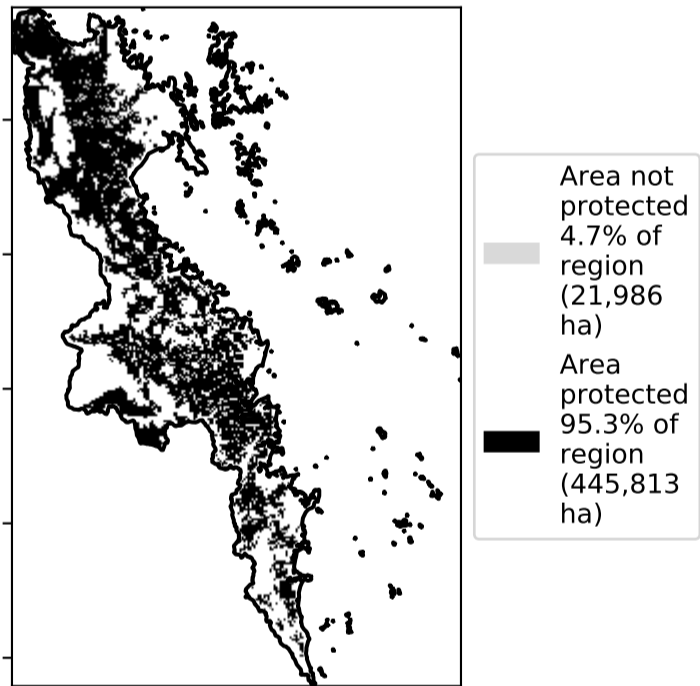 Area not
protected
4.7% of
region
(21,986
ha)
Area
protected
95.3% of
region
(445,813
ha)